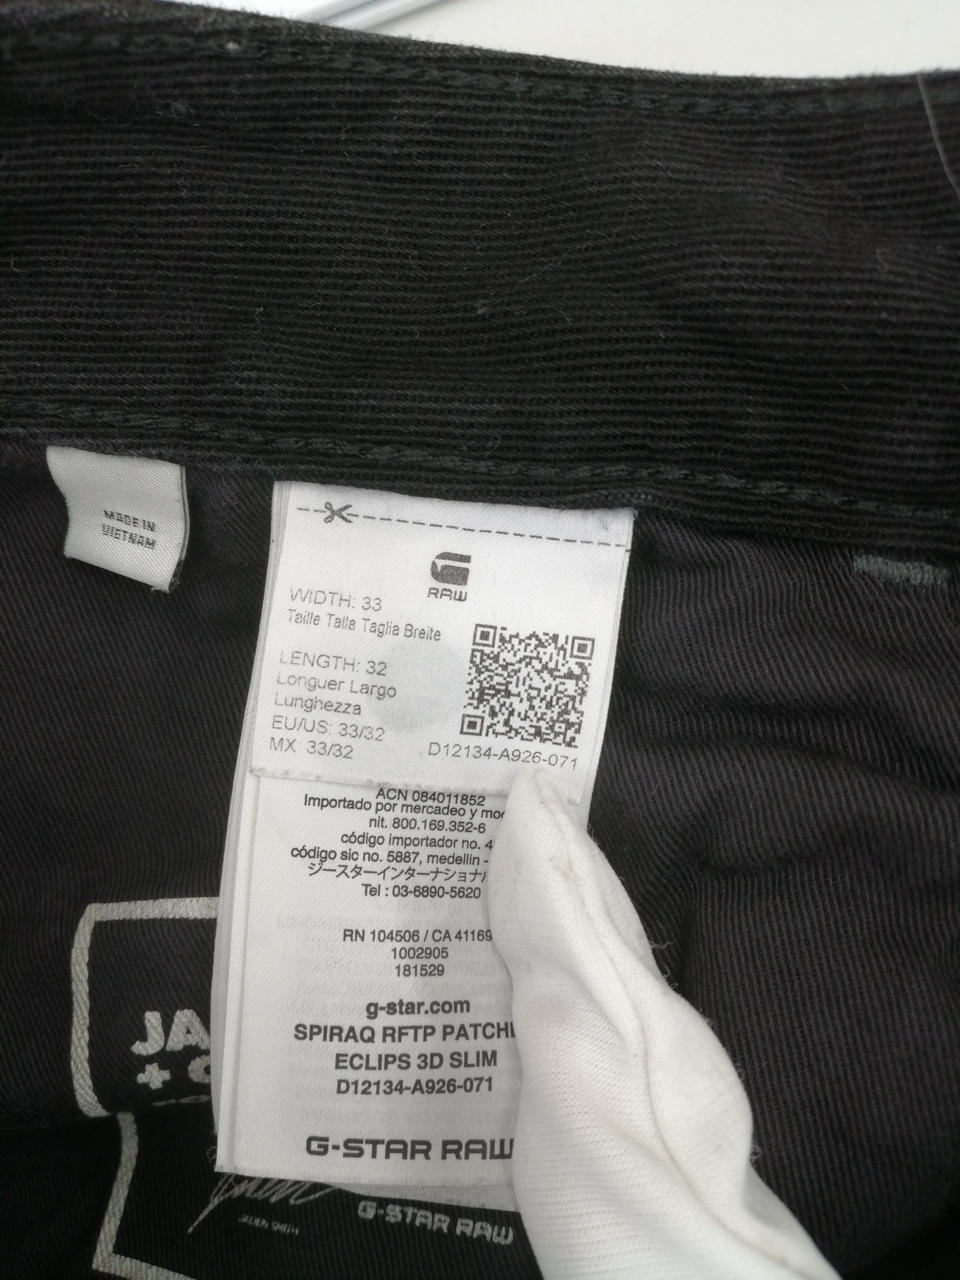 MADE IN
VIETNAM
RAW
WIDTH: 33
Taille Talla Taglia Breite
LENGTH: 32
Longuer Largo
Lunghezza
EU/US: 33/32
MX: 33/32
D12134-A926-071
ACN 084011852
Importado por mercadeo y
nit. 800.169.352-6
código importador no.
código sic no. 5887, medellin -
ジースターインターナショナル
Tel : 03-6890-5620
RN 104506 / CA 41169
1002905
181529
g-star.com
SPIRAQ RFTP PATCH
ECLIPS 3D SLIM
D12134-A926-071
G-STAR RAW
JA
JADEN SMITH
G-STAR RAW